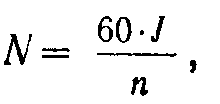 N = 60·J / n ,